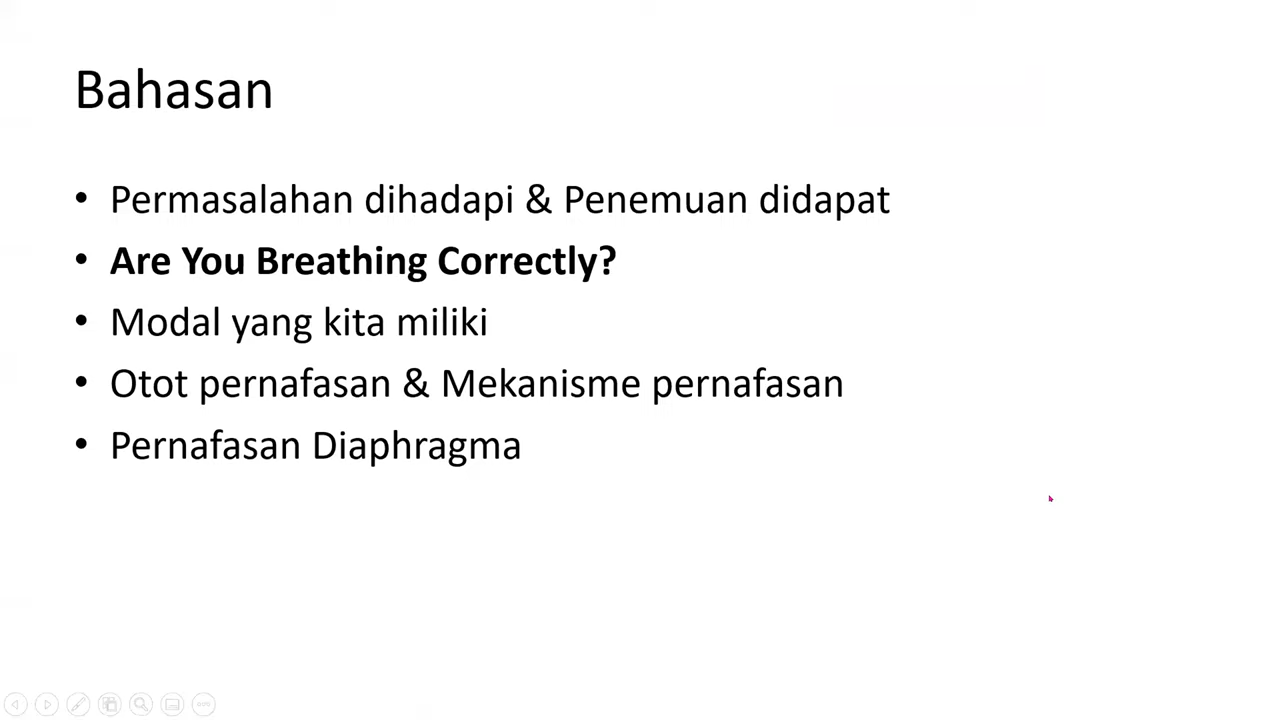 Bahasan
• Permasalahan dihadapi & Penemuan didapat
• Are You Breathing Correctly?
• Modal yang kita miliki
• Otot pernafasan & Mekanisme pernafasan
• Pernafasan Diaphragma